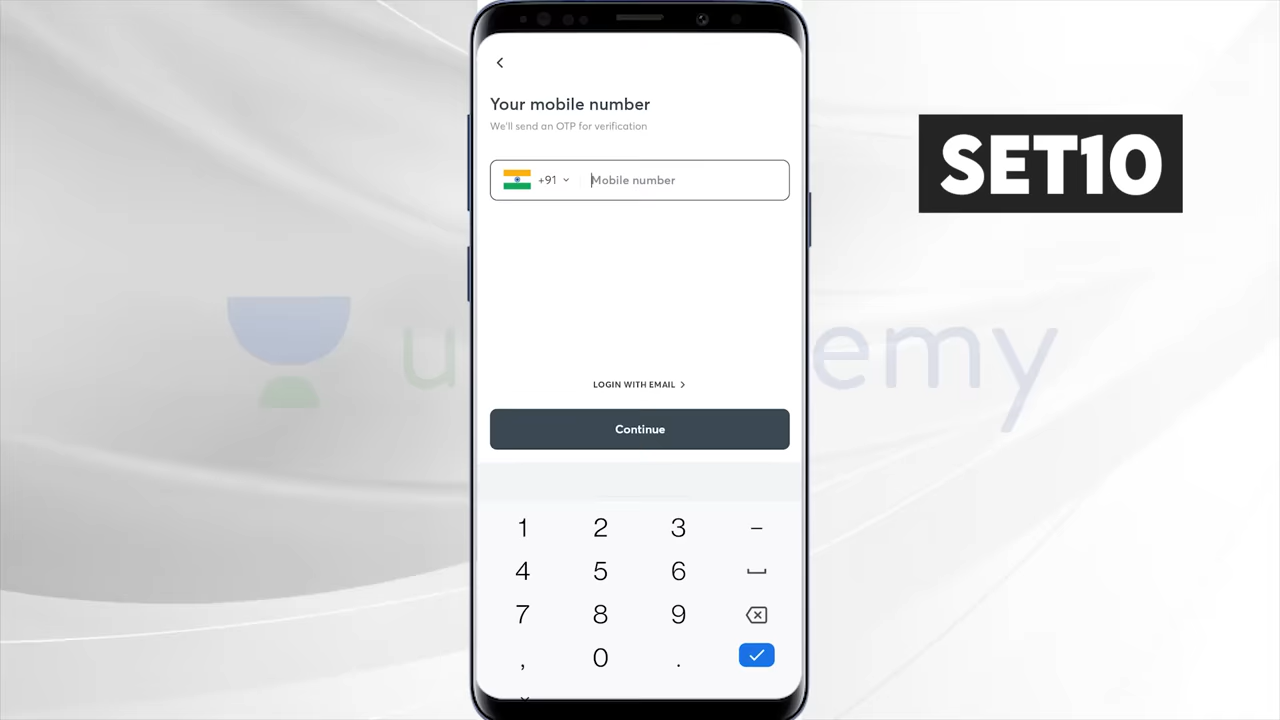 Your mobile number
We'll send an OTP for verification
+91 Mobile number
SET10
u emy
LOGIN WITH EMAIL
Continue
1 2 3 –
4 5 6
7 8 9
, 0 .